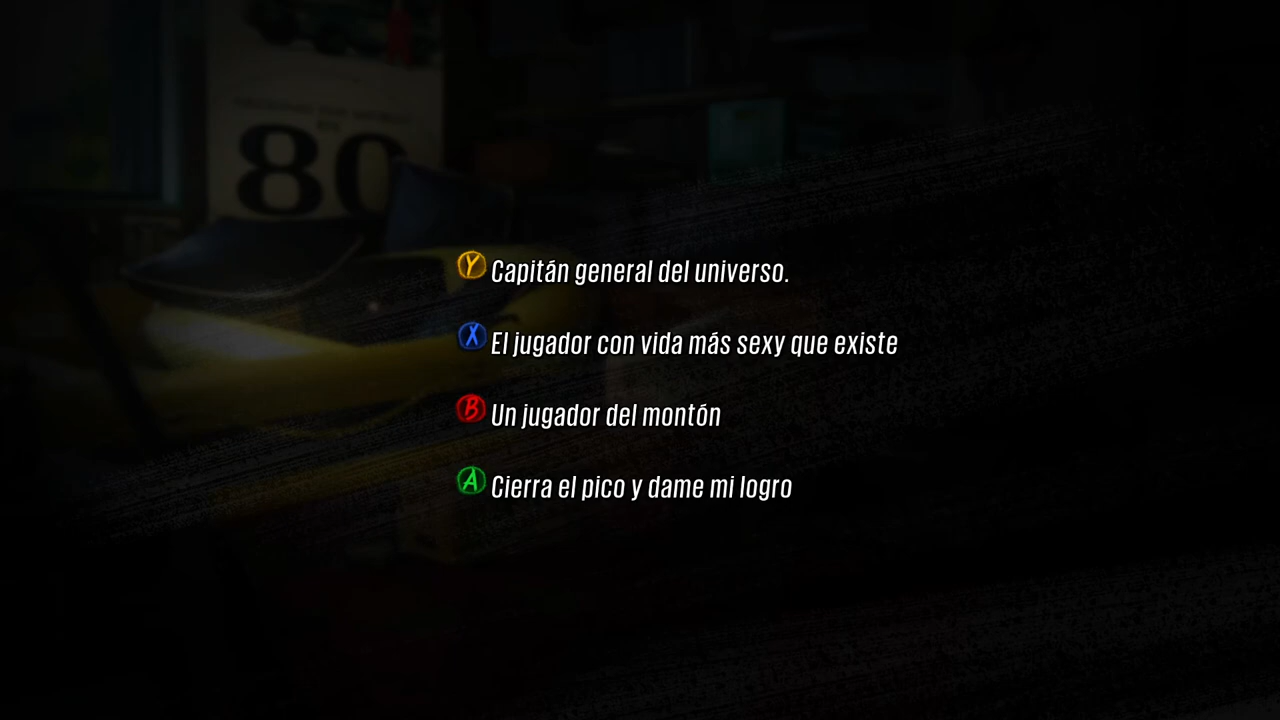 80
Y Capitán general del universo.
X El jugador con vida más sexy que existe
B Un jugador del montón
A Cierra el pico y dame mi logro